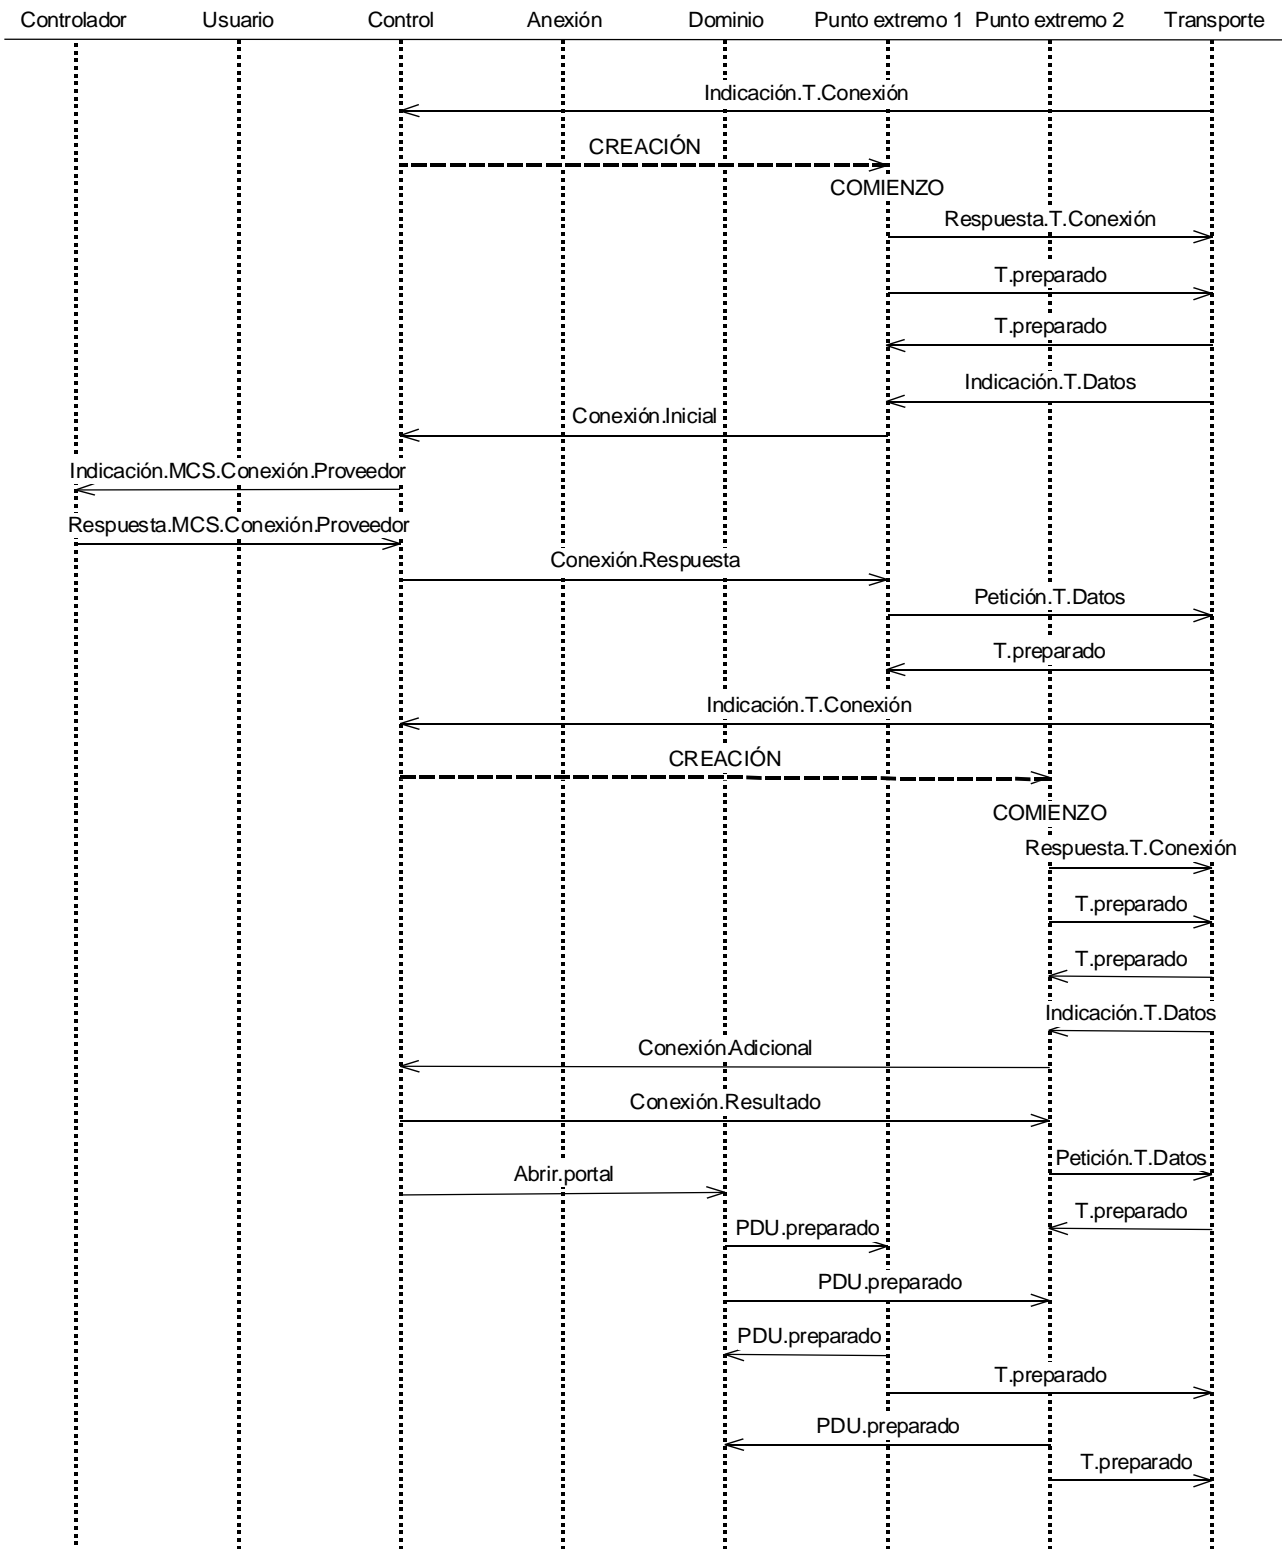 Controlador Usuario Control Anexión Dominio Punto extremo 1 Punto extremo 2 Transporte
Indicación.T.Conexión
CREACIÓN
COMIENZO
Respuesta.T.Conexión
T.preparado
T.preparado
Indicación.T.Datos
Conexión.Inicial
Indicación.MCS.Conexión.Proveedor
Respuesta.MCS.Conexión.Proveedor
Conexión.Respuesta
Petición.T.Datos
T.preparado
Indicación.T.Conexión
CREACIÓN
COMIENZO
Respuesta.T.Conexión
T.preparado
T.preparado
Indicación.T.Datos
Conexión.Adicional
Conexión.Resultado
Petición.T.Datos
Abrir.portal
T.preparado
PDU.preparado
PDU.preparado
PDU.preparado
T.preparado
PDU.preparado
T.preparado